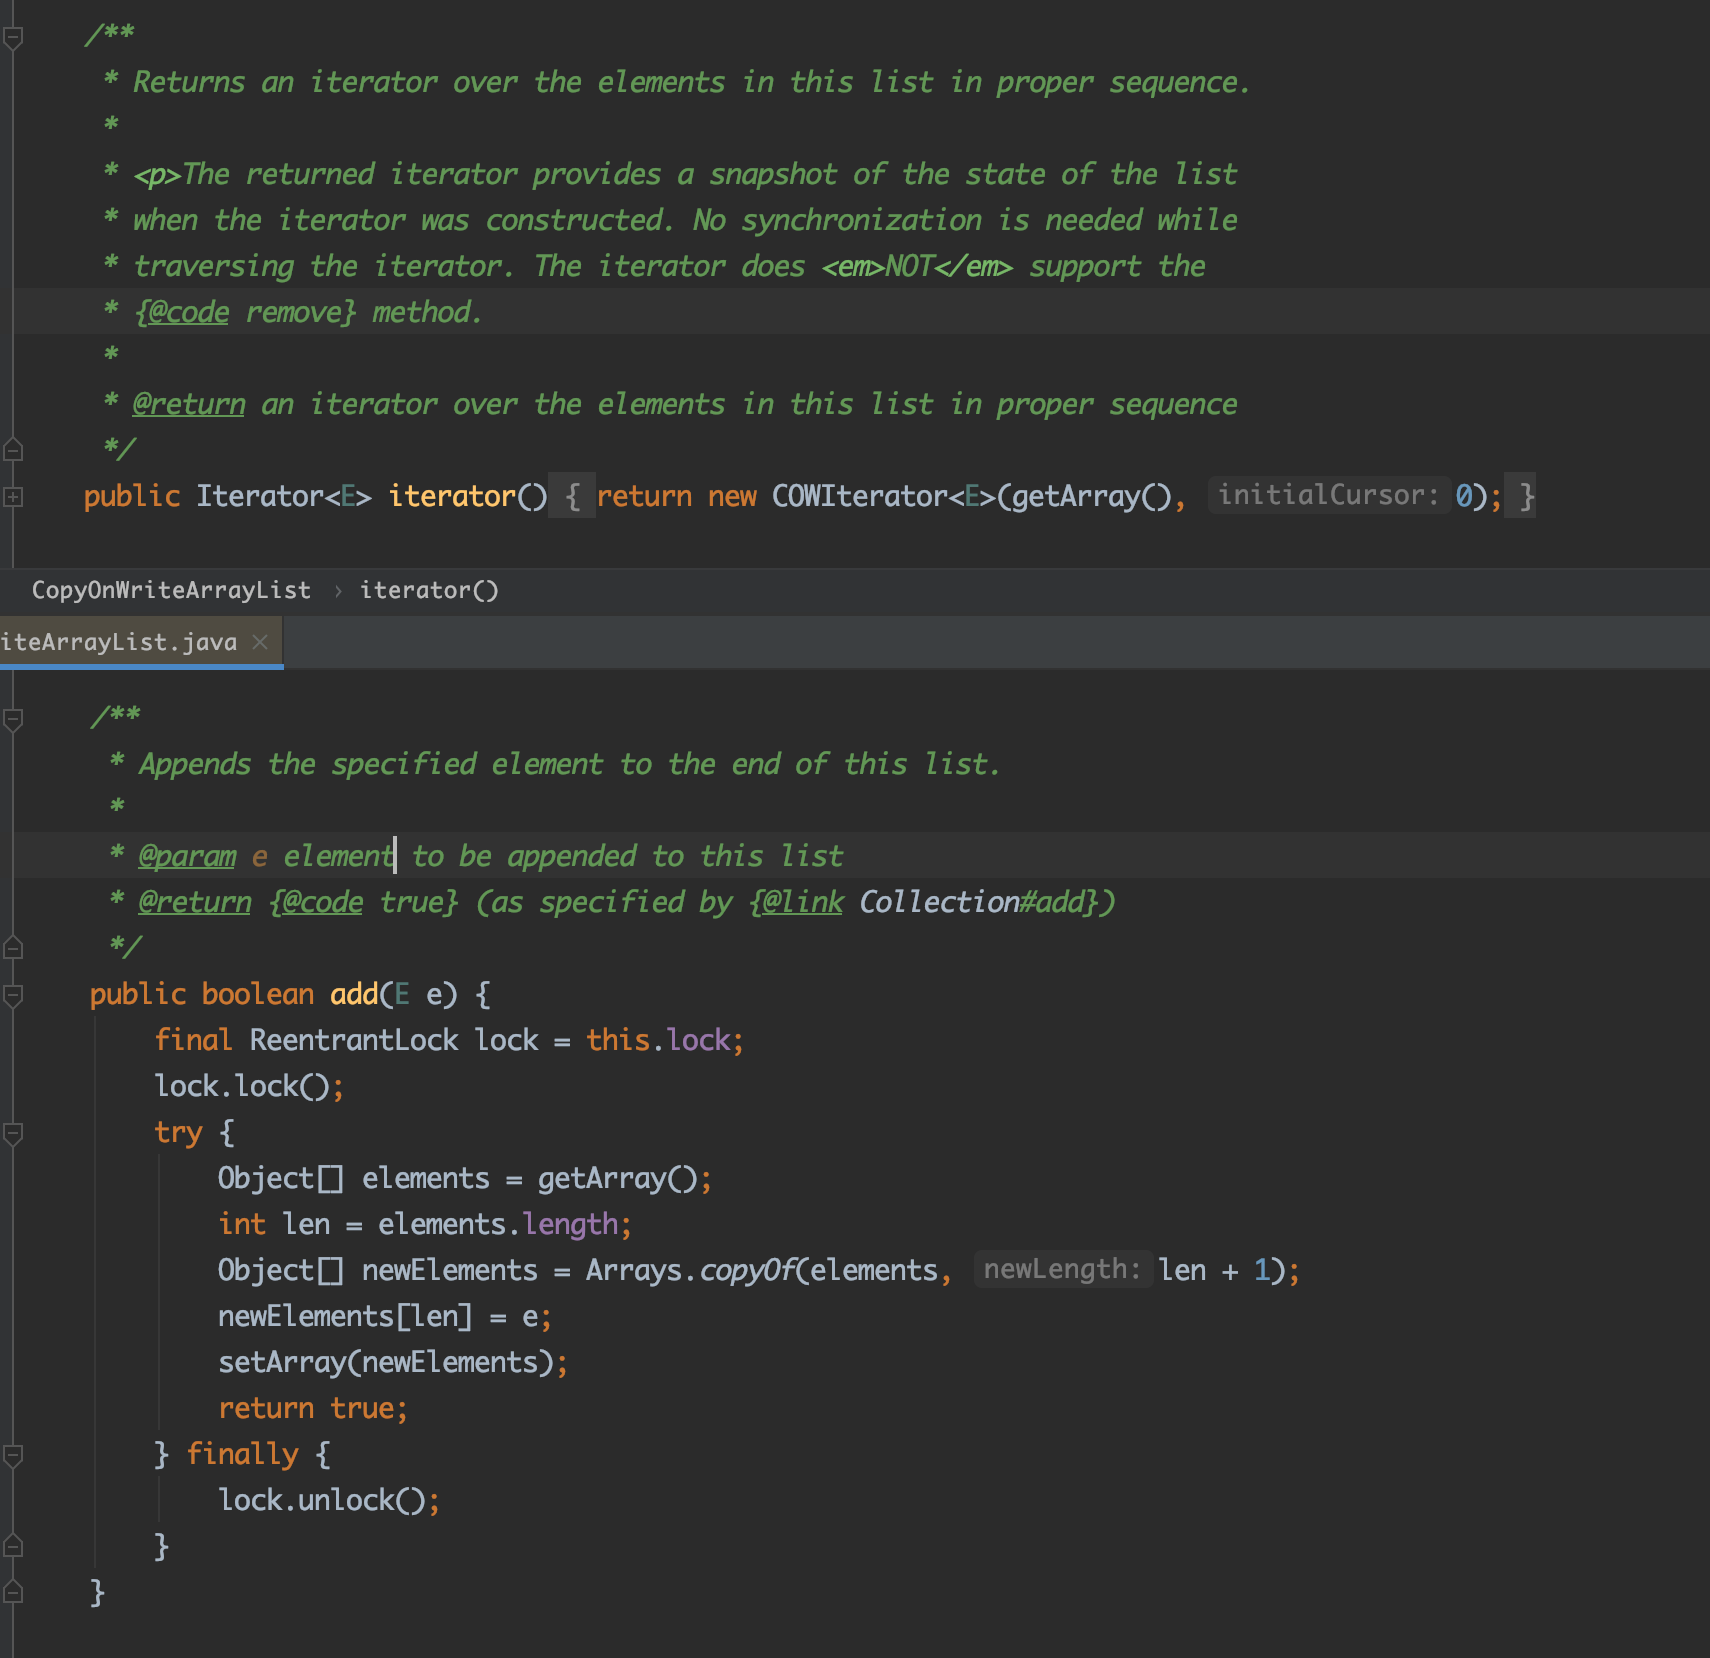 /**
* Returns an iterator over the elements in this list in proper sequence.
*
* <p>The returned iterator provides a snapshot of the state of the list
* when the iterator was constructed. No synchronization is needed while
* traversing the iterator. The iterator does <em>NOT</em> support the
* {@code remove} method.
*
* @return an iterator over the elements in this list in proper sequence
*/
public Iterator<E> iterator() { return new COWIterator<E>(getArray(), initialCursor: 0); }
CopyOnWriteArrayList › iterator()
iteArrayList.java ×
/**
* Appends the specified element to the end of this list.
*
* @param e element to be appended to this list
* @return {@code true} (as specified by {@link Collection#add})
*/
public boolean add(E e) {
final ReentrantLock lock = this.lock;
lock.lock();
try {
Object[] elements = getArray();
int len = elements.length;
Object[] newElements = Arrays.copyOf(elements, newLength: len + 1);
newElements[len] = e;
setArray(newElements);
return true;
} finally {
lock.unlock();
}
}